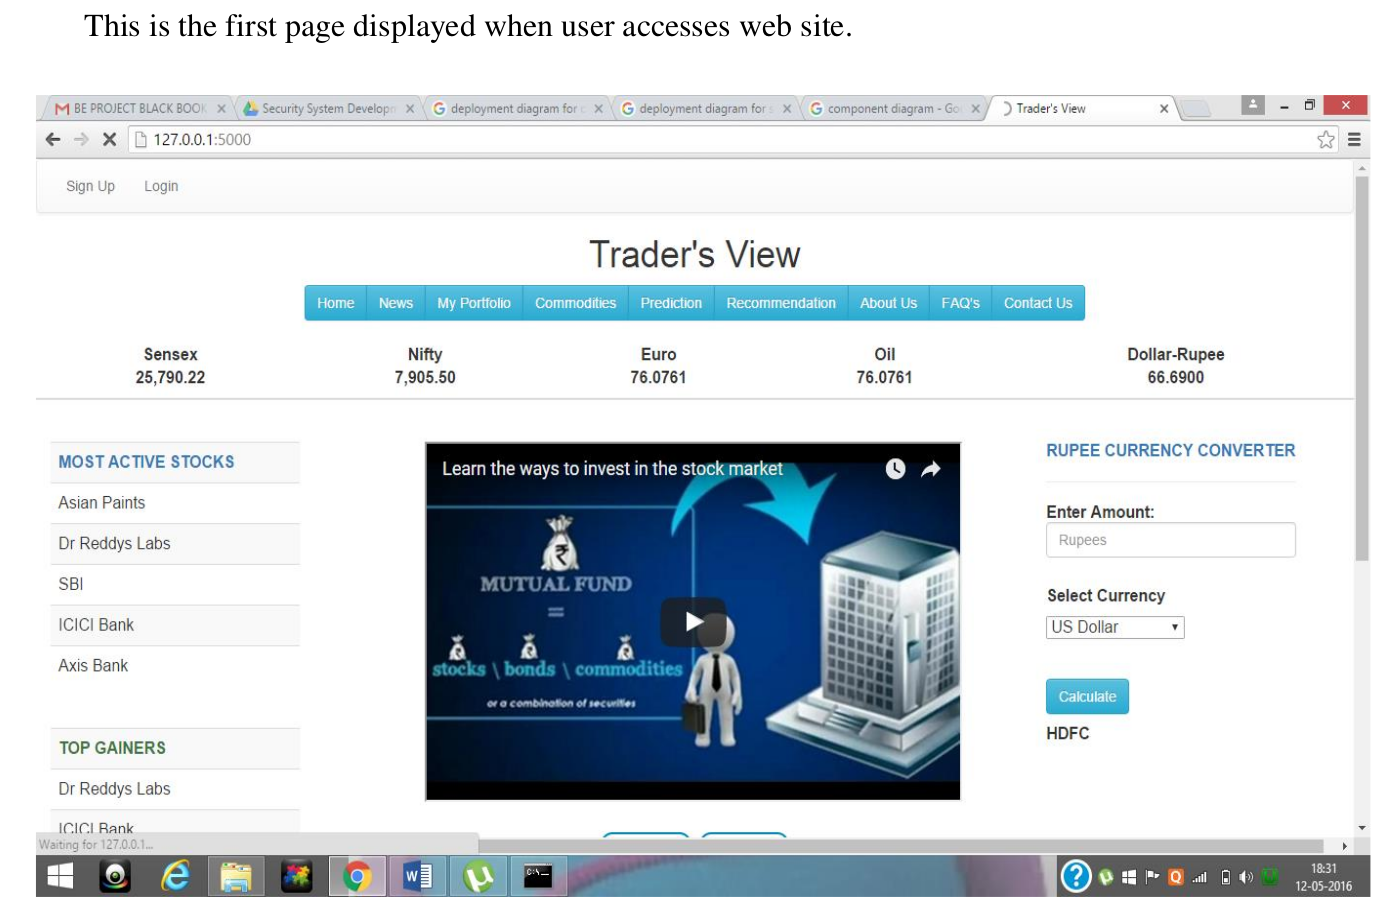 This is the first page displayed when user accesses web site.
BE PROJECT BLACK BOOK
Security System Develop
deployment diagram for c
deployment diagram for s
component diagram - Goo
Trader's View
127.0.0.1:5000
Sign Up Login
Trader's View
Home News My Portfolio Commodities Prediction Recommendation About Us FAQ's Contact Us
Sensex Nifty Euro Oil Dollar-Rupee
25,790.22 7,905.50 76.0761 76.0761 66.6900
MOST ACTIVE STOCKS
Asian Paints
Dr Reddys Labs
SBI
ICICI Bank
Axis Bank
TOP GAINERS
Dr Reddys Labs
ICICI Bank
Learn the ways to invest in the stock market
₹
MUTUAL FUND
=
stocks \ bonds \ commodities
or a combination of securities
RUPEE CURRENCY CONVERTER
Enter Amount:
Rupees
Select Currency
US Dollar
Calculate
HDFC
Waiting for 127.0.0.1...
18:31
12-05-2016